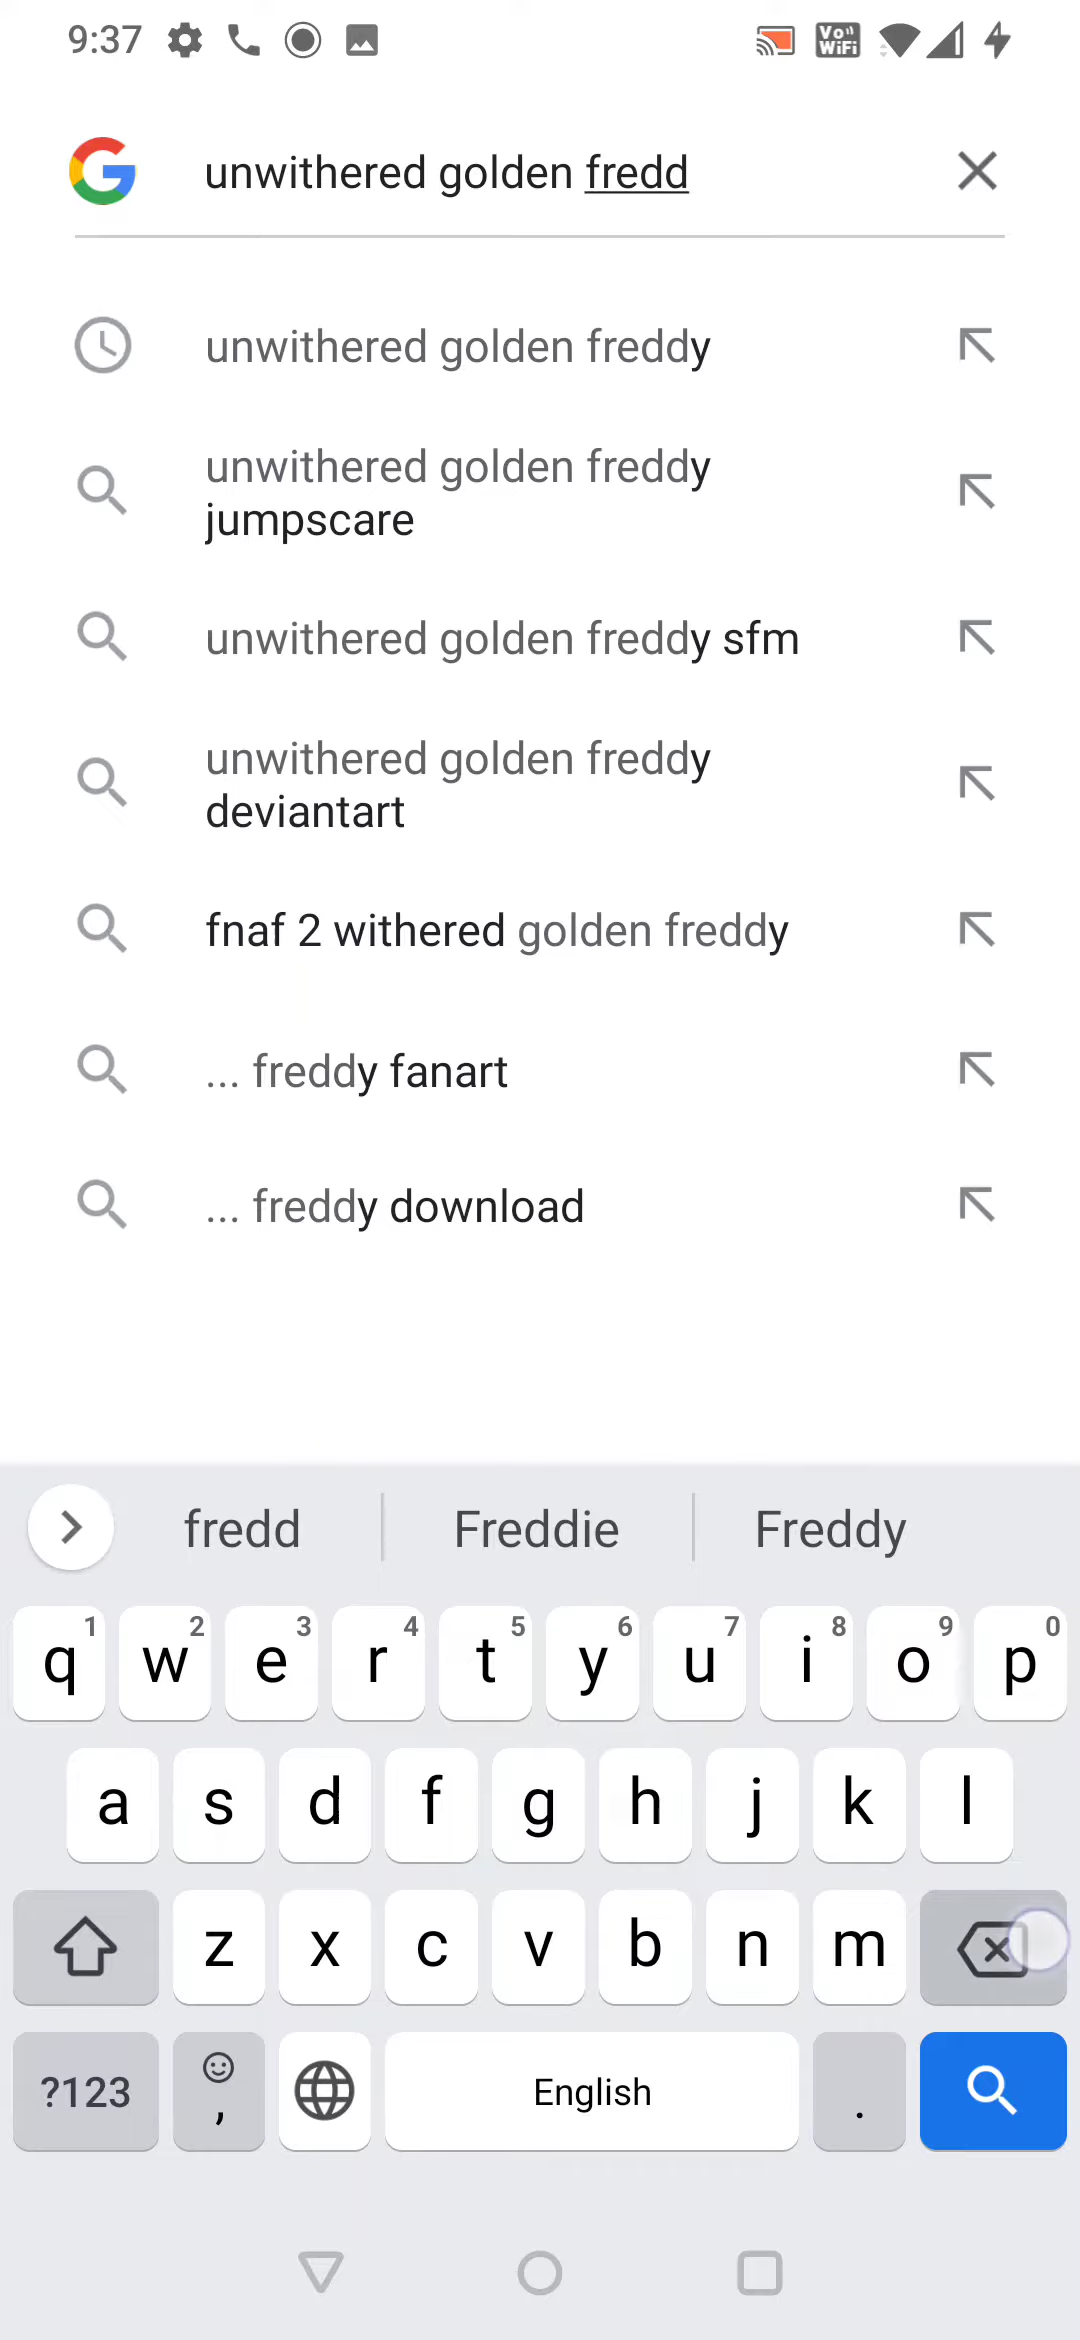 9:37
Vo
WiFi
unwithered golden fredd
unwithered golden freddy
unwithered golden freddy
jumpscare
unwithered golden freddy sfm
unwithered golden freddy
deviantart
fnaf 2 withered golden freddy
... freddy fanart
... freddy download
fredd Freddie Freddy
1 2 3 4 5 6 7 8 9 0
q w e r t y u i o p
a s d f g h j k l
z x c v b n m
?123 , English .